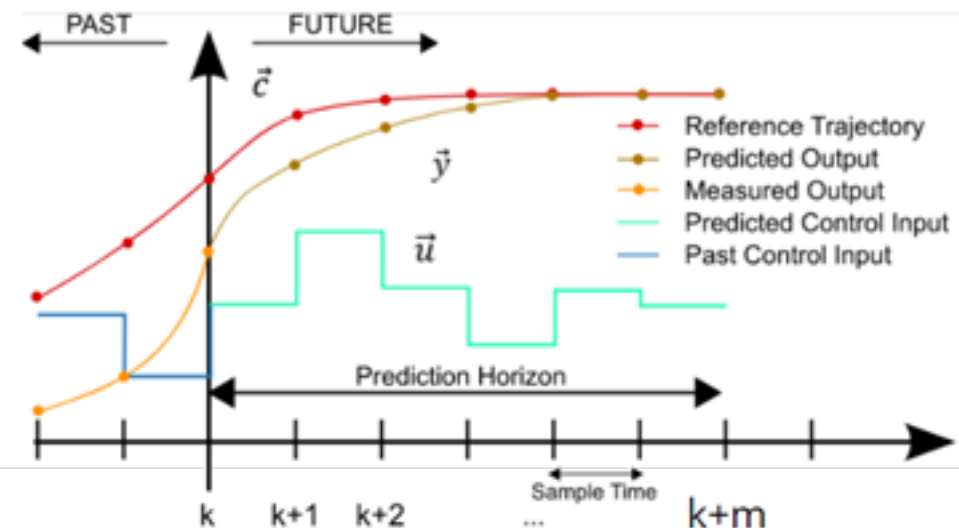 PAST
FUTURE
c⃗
Reference Trajectory
Predicted Output
y⃗
Measured Output
Predicted Control Input
u⃗
Past Control Input
Prediction Horizon
Sample Time
k
k+1
k+2
...
k+m